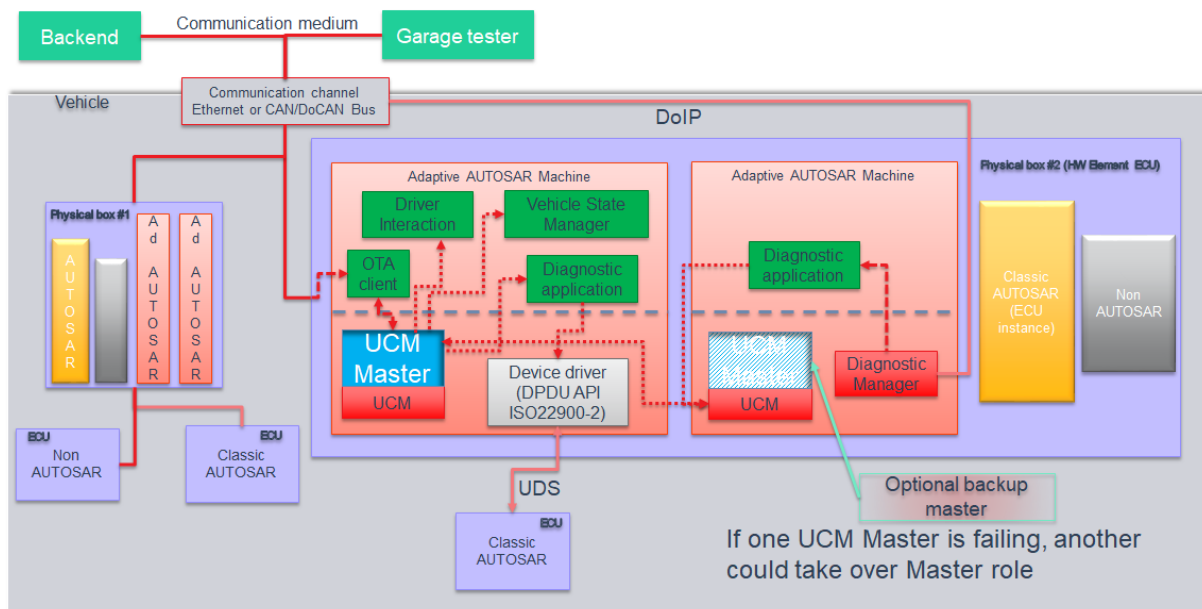 Backend
Communication medium
Garage tester
Vehicle
Communication channel
Ethernet or CAN/DoCAN Bus
DoIP
Physical box #1
AUTOSAR
Ad AUTOSAR
Ad AUTOSAR
ECU
Non
AUTOSAR
ECU
Classic
AUTOSAR
Adaptive AUTOSAR Machine
Driver
Interaction
Vehicle State
Manager
OTA
client
Diagnostic
application
UCM
Master
UCM
Device driver
(DPDU API
ISO22900-2)
Adaptive AUTOSAR Machine
Diagnostic
application
UCM
Master
UCM
Diagnostic
Manager
Physical box #2 (HW Element ECU)
Classic
AUTOSAR
(ECU
instance)
Non
AUTOSAR
UDS
ECU
Classic
AUTOSAR
Optional backup
master
If one UCM Master is failing, another
could take over Master role